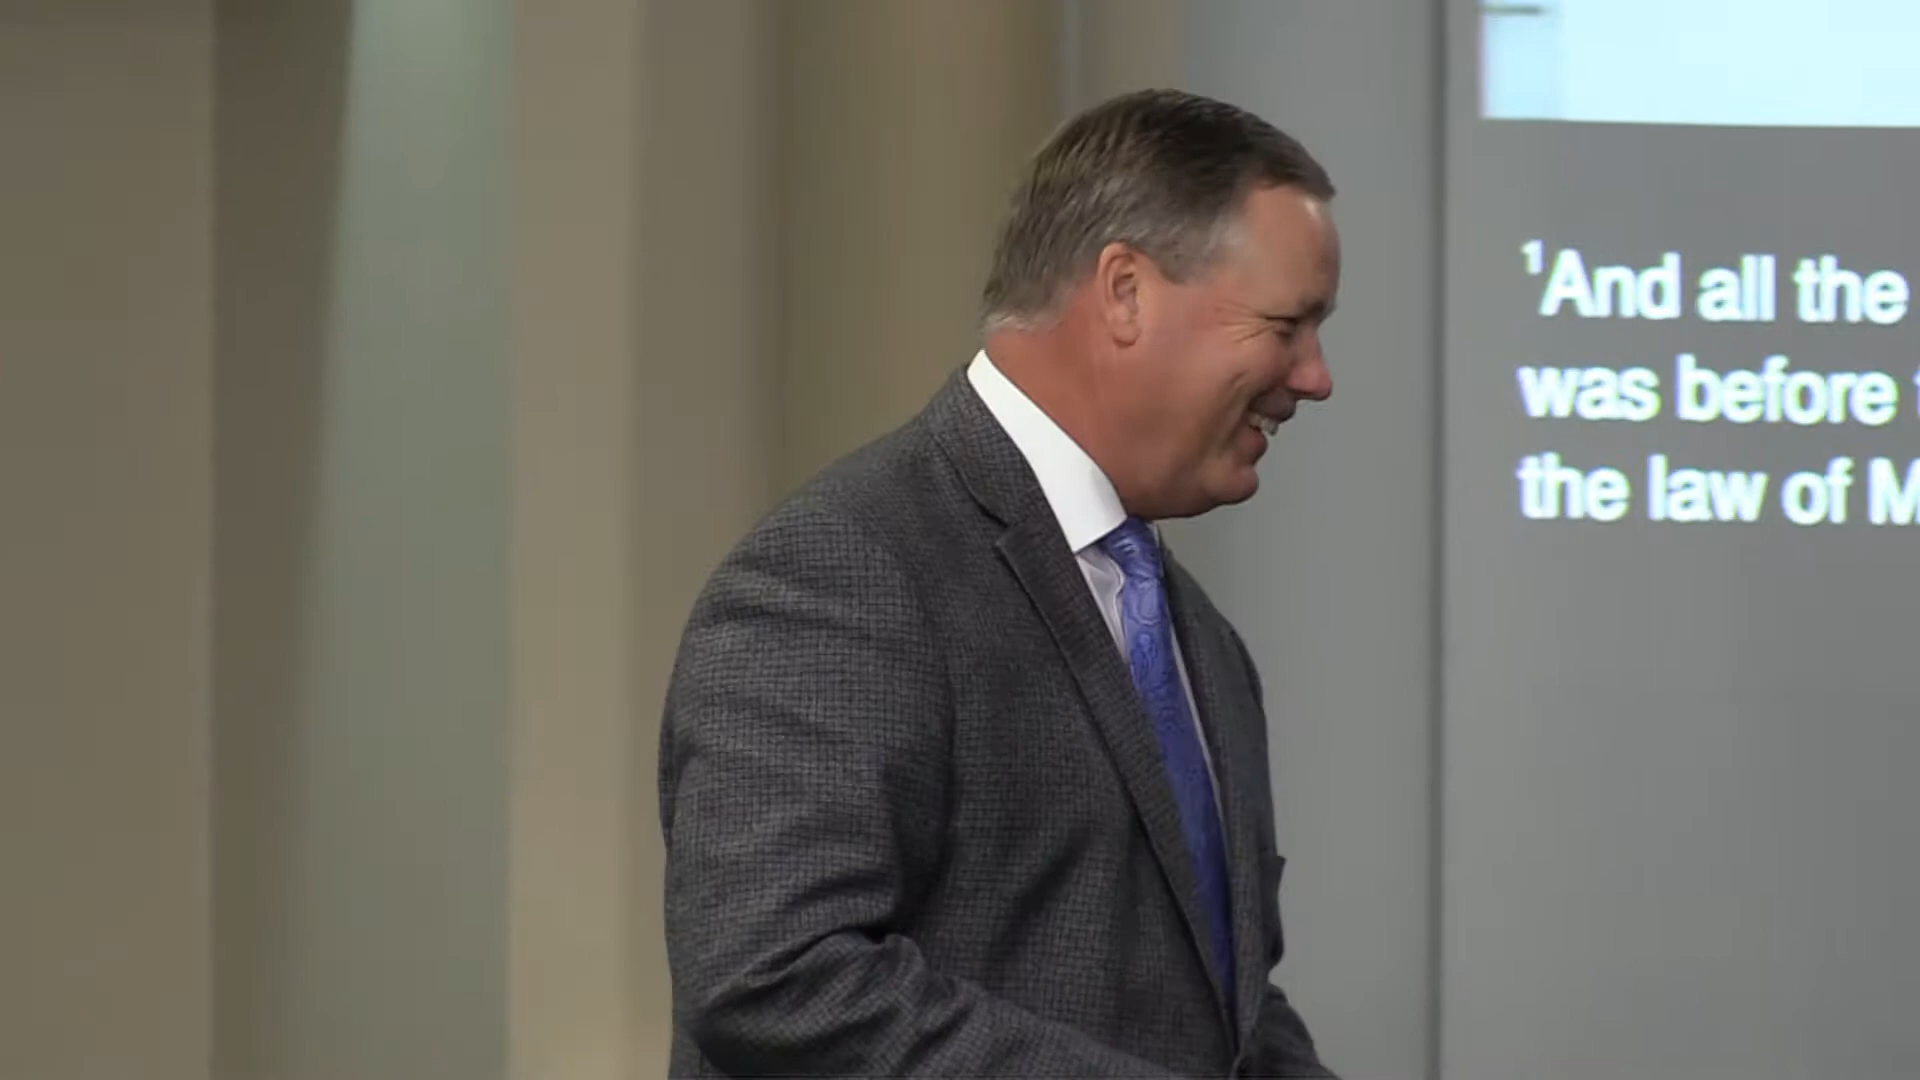 ¹And all the
was before
the law of